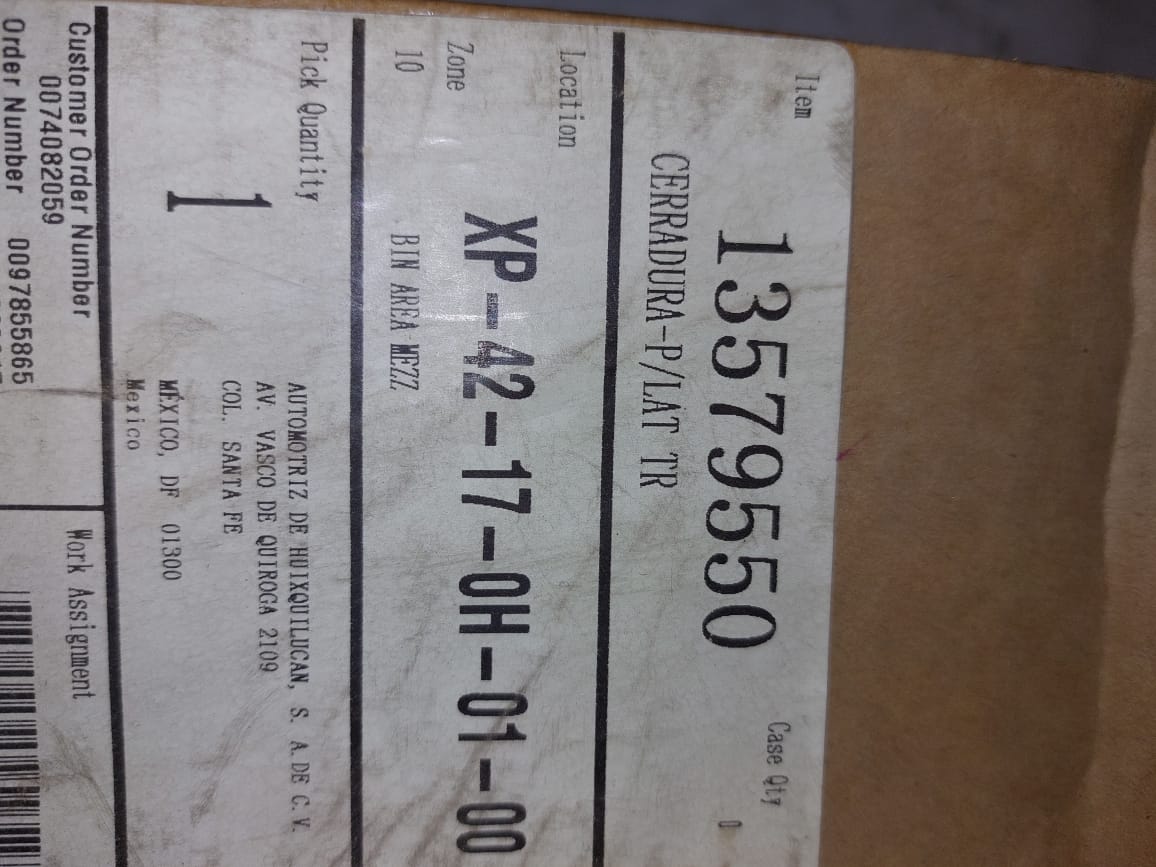 Item
13579550
Case Qty
0
CERRADURA-P/LAT TR
Location
XP-42-17-0H-01-00
Zone
10
BIN AREA MEZZ
Pick Quantity
1
AUTOMOTRIZ DE HUIXQUILUCAN, S. A.DE C.V.
AV. VASCO DE QUIROGA 2109
COL. SANTA FE
MÉXICO, DF 01300
Mexico
Customer Order Number
0074082059
Order Number 0097855865
Work Assignment